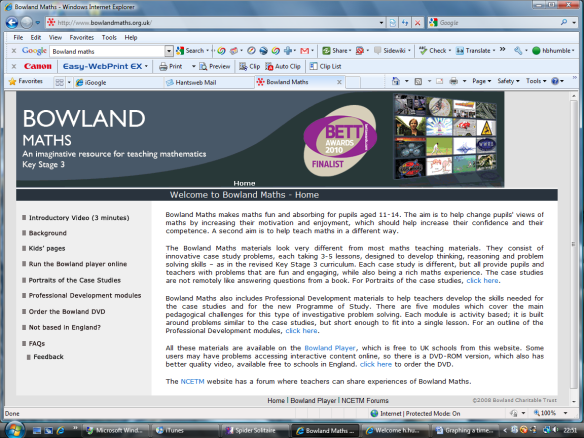 Bowland Maths - Windows Internet Explorer
http://www.bowlandmaths.org.uk/
Google
File Edit View Favorites Tools Help
Google Bowland maths Search Share Sidewiki Check Translate hbhumble
Canon Easy-WebPrint EX Print Preview Clip Auto Clip Clip List
Favorites iGoogle Hantsweb Mail Bowland Maths Page Safety Tools
BOWLAND
MATHS
An imaginative resource for teaching mathematics
Key Stage 3
BETT
AWARDS
2010
FINALIST
Home
Welcome to Bowland Maths - Home
Introductory Video (3 minutes)
Background
Kids' pages
Run the Bowland player online
Portraits of the Case Studies
Professional Development modules
Order the Bowland DVD
Not based in England?
FAQs
Feedback
Bowland Maths makes maths fun and absorbing for pupils aged 11-14. The aim is to help change pupils' views of
maths by increasing their motivation and enjoyment, which should help increase their confidence and their
competence. A second aim is to help teach maths in a different way.
The Bowland Maths materials look very different from most maths teaching materials. They consist of
innovative case study problems, each taking 3-5 lessons, designed to develop thinking, reasoning and problem
solving skills – as in the revised Key Stage 3 curriculum. Each case study is different, but all provide pupils and
teachers with problems that are fun and engaging, while also being a rich maths experience. The case studies
are not remotely like answering questions from a book. For Portraits of the case studies, click here.
Bowland Maths also includes Professional Development materials to help teachers develop the skills needed for
the case studies and for the new Programme of Study. There are five modules which cover the main
pedagogical challenges for this type of investigative problem solving. Each module is activity based; it is built
around problems similar to the case studies, but short enough to fit into a single lesson. For an outline of the
Professional Development modules, click here.
All these materials are available on the Bowland Player, which is free to UK schools from this website. Some
users may have problems accessing interactive content online, so there is a DVD-ROM version, which also has
better quality video, available free to schools in England. click here to order the DVD.
The NCETM website has a forum where teachers can share experiences of Bowland Maths.
Home | Bowland Player | NCETM Forums
©2008 Bowland Charitable Trust
Done Internet | Protected Mode: On 100%
Microsoft Wind... iTunes Spider Solitaire Bowland Maths ... Welcome h.hu... Graphing a time... 22:51